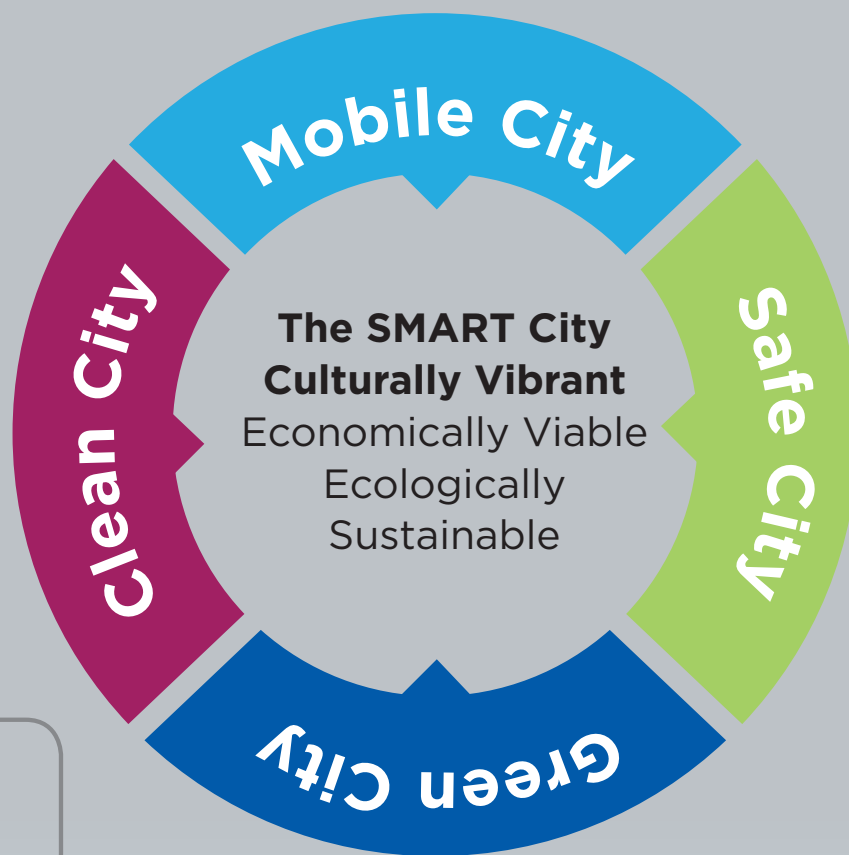 Mobile City
Safe City
Green City
Clean City
The SMART City
Culturally Vibrant
Economically Viable
Ecologically
Sustainable